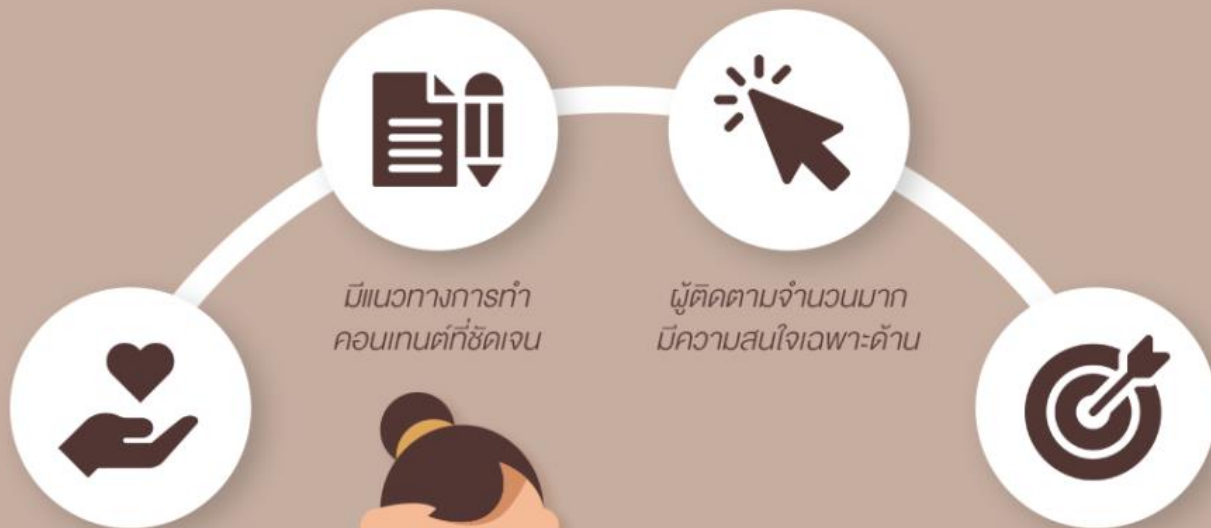 มีแนวทางการทำ
คอนเทนต์ที่ชัดเจน
ผู้ติดตามจำนวนมาก
มีความสนใจเฉพาะด้าน